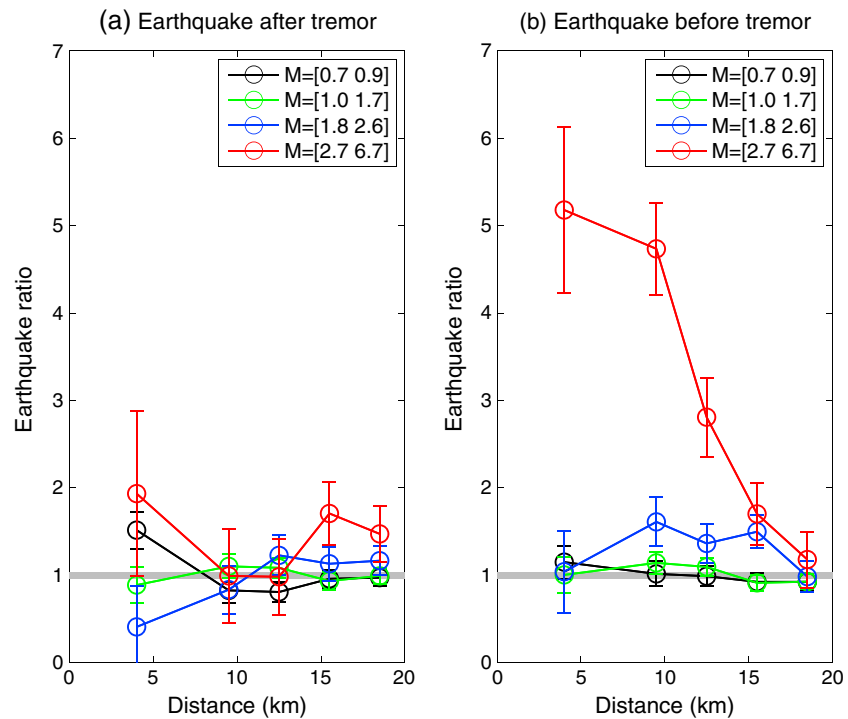 (a) Earthquake after tremor
7
6
5
4
3
2
1
0
Earthquake ratio
M=[0.7 0.9]
M=[1.0 1.7]
M=[1.8 2.6]
M=[2.7 6.7]
0 5 10 15 20
Distance (km)
(b) Earthquake before tremor
7
6
5
4
3
2
1
0
Earthquake ratio
M=[0.7 0.9]
M=[1.0 1.7]
M=[1.8 2.6]
M=[2.7 6.7]
0 5 10 15 20
Distance (km)